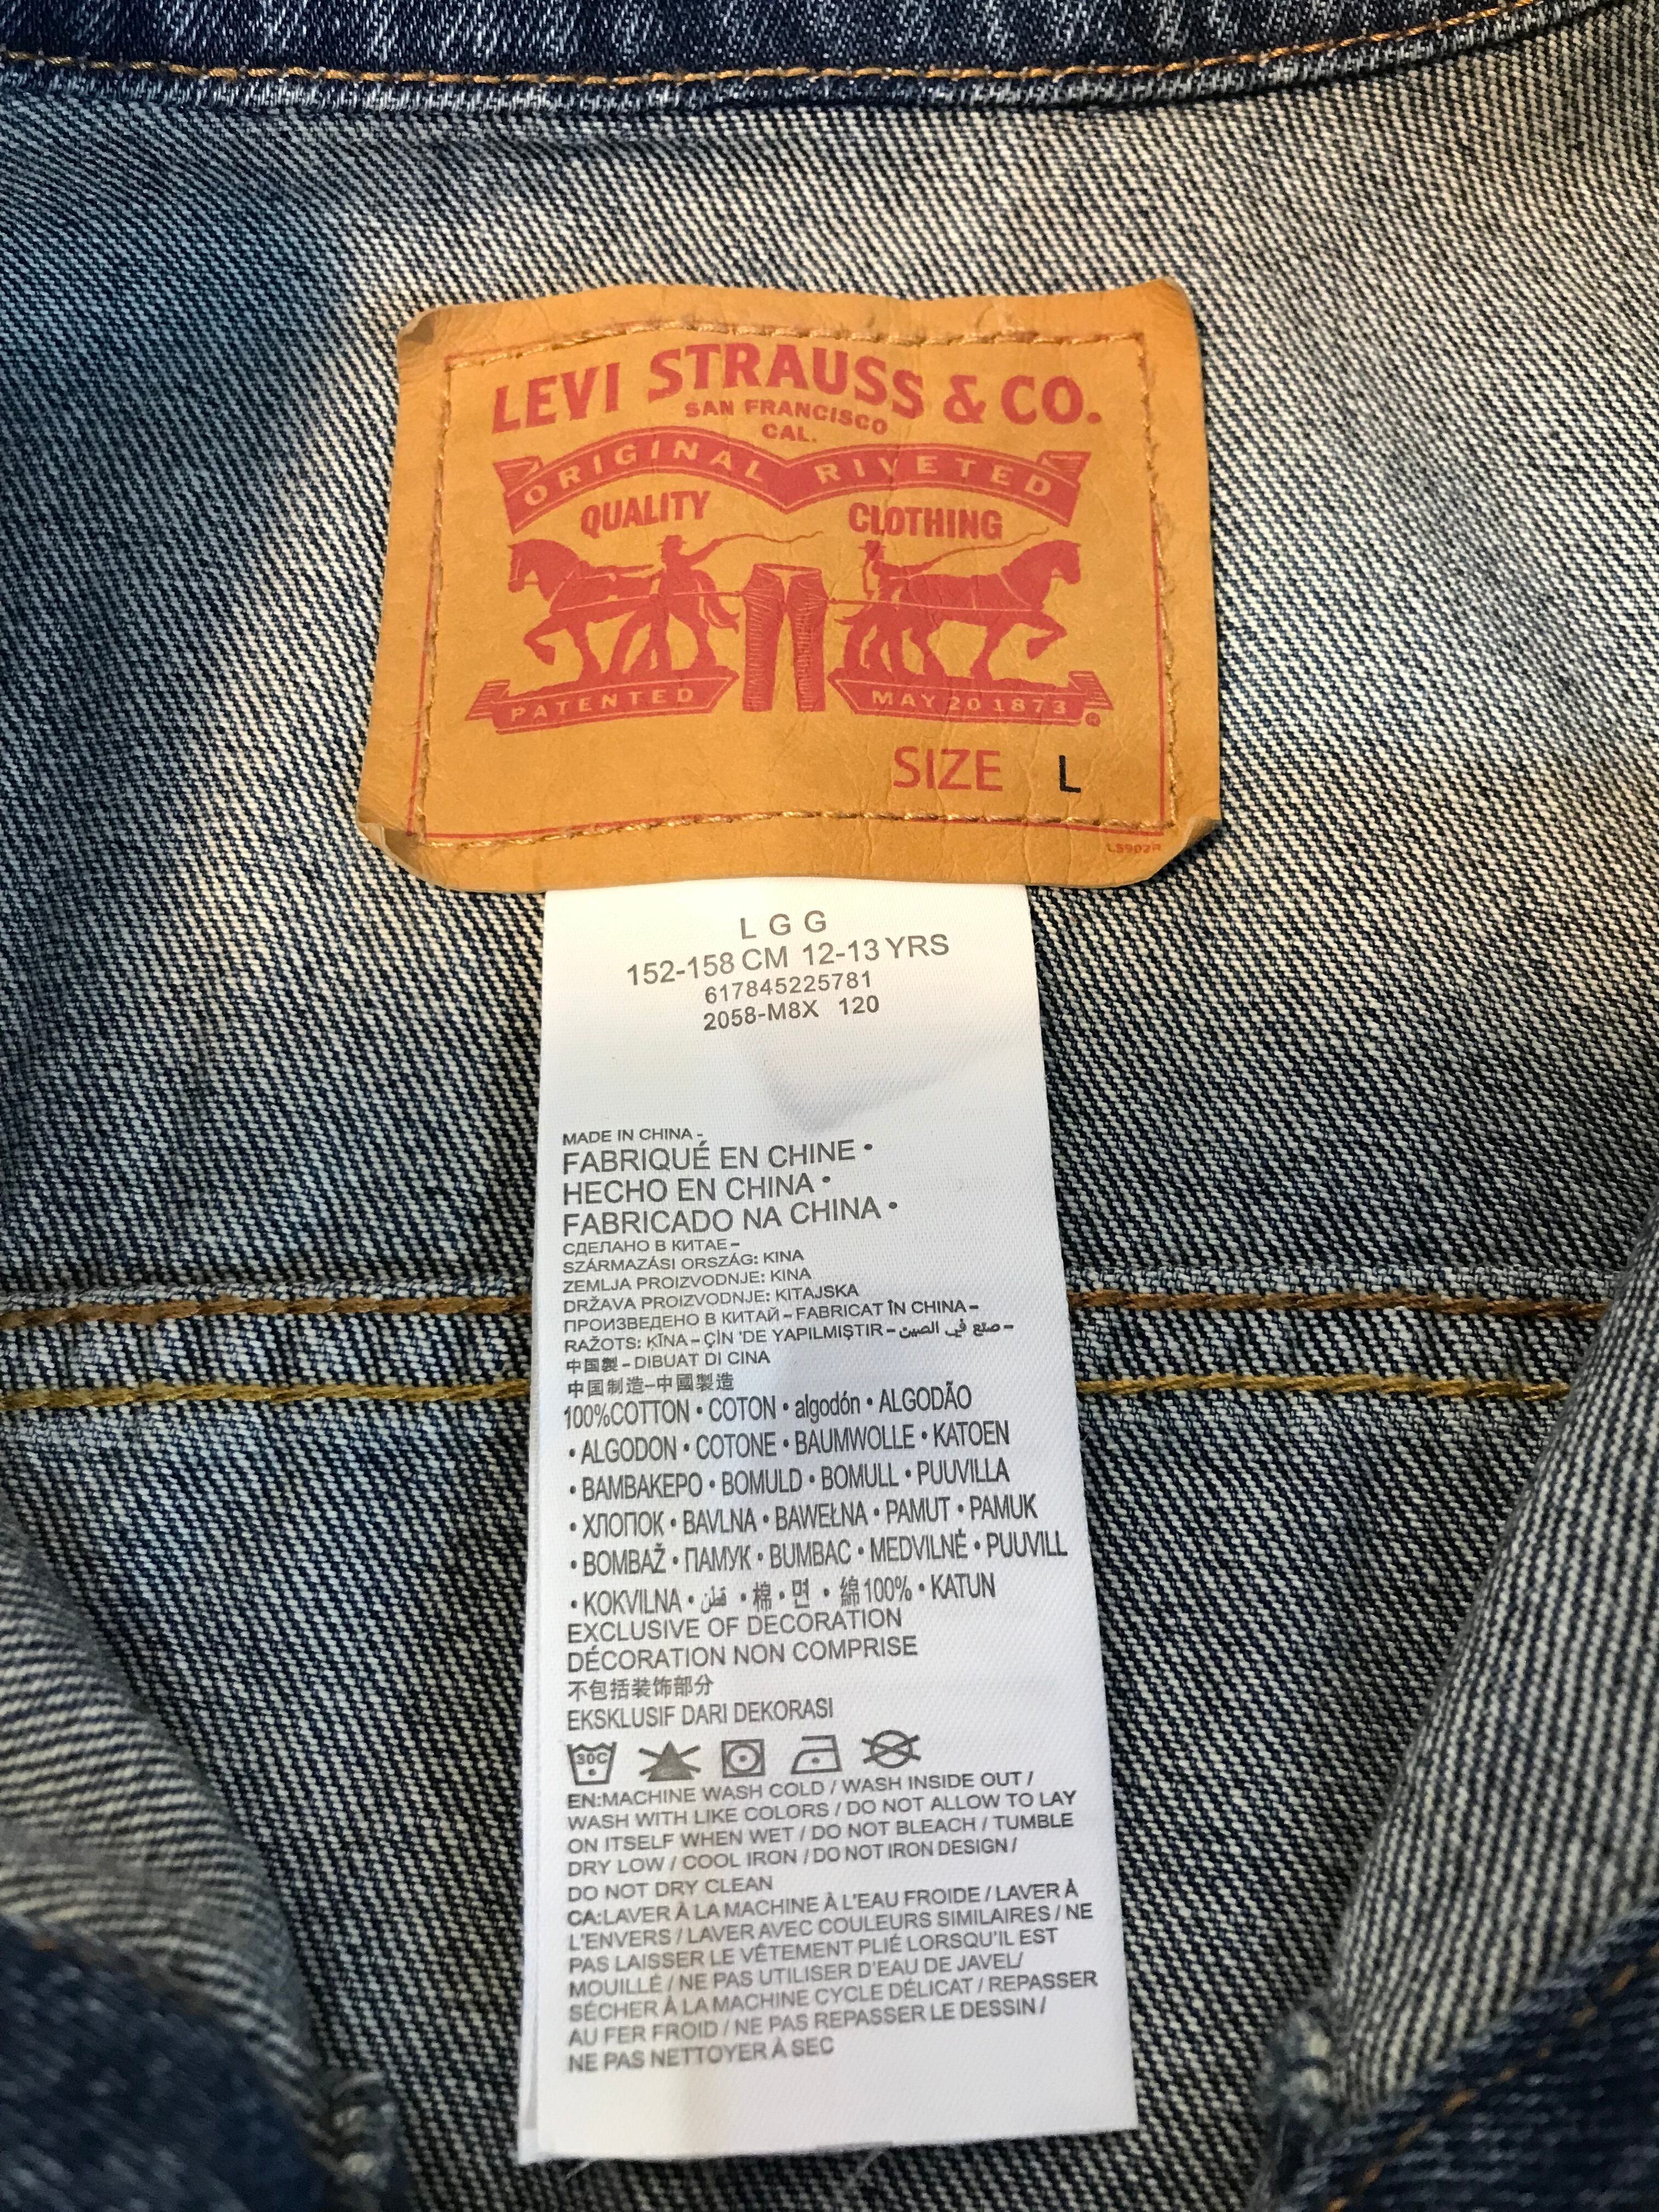 LEVI STRAUSS & CO.
SAN FRANCISCO
CAL.
ORIGINAL RIVETED
QUALITY CLOTHING
PATENTED MAY 20 1873 ®
SIZE L
L5902R
L G G
152-158 CM 12-13 YRS
617845225781
2058-M8X 120
MADE IN CHINA -
FABRIQUÉ EN CHINE •
HECHO EN CHINA •
FABRICADO NA CHINA •
СДЕЛАНО В КИТАЕ –
SZÁRMAZÁSI ORSZÁG: KINA
ZEMLJA PROIZVODNJE: KINA
DRŽAVA PROIZVODNJE: KITAJSKA
ПРОИЗВЕДЕНО В КИТАЙ – FABRICAT ÎN CHINA –
RAŽOTS: ĶĪNA – ÇİN 'DE YAPILMIŞTIR – صنع في الصين –
中国製 – DIBUAT DI CINA
中国制造–中國製造
100%COTTON • COTON • algodón • ALGODÃO
• ALGODON • COTONE • BAUMWOLLE • KATOEN
• BAMBAKEPO • BOMULD • BOMULL • PUUVILLA
• ХЛОПОК • BAVLNA • BAWEŁNA • PAMUT • PAMUK
• BOMBAŽ • ПАМУК • BUMBAC • MEDVILNĖ • PUUVILL
• KOKVILNA • قطن • 棉 • 면 • 綿100% • KATUN
EXCLUSIVE OF DECORATION
DÉCORATION NON COMPRISE
不包括装饰部分
EKSKLUSIF DARI DEKORASI
30C
EN:MACHINE WASH COLD / WASH INSIDE OUT /
WASH WITH LIKE COLORS / DO NOT ALLOW TO LAY
ON ITSELF WHEN WET / DO NOT BLEACH / TUMBLE
DRY LOW / COOL IRON / DO NOT IRON DESIGN /
DO NOT DRY CLEAN
CA:LAVER À LA MACHINE À L'EAU FROIDE / LAVER À
L'ENVERS / LAVER AVEC COULEURS SIMILAIRES / NE
PAS LAISSER LE VÊTEMENT PLIÉ LORSQU'IL EST
MOUILLÉ / NE PAS UTILISER D'EAU DE JAVEL/
SÉCHER À LA MACHINE CYCLE DÉLICAT / REPASSER
AU FER FROID / NE PAS REPASSER LE DESSIN /
NE PAS NETTOYER À SEC